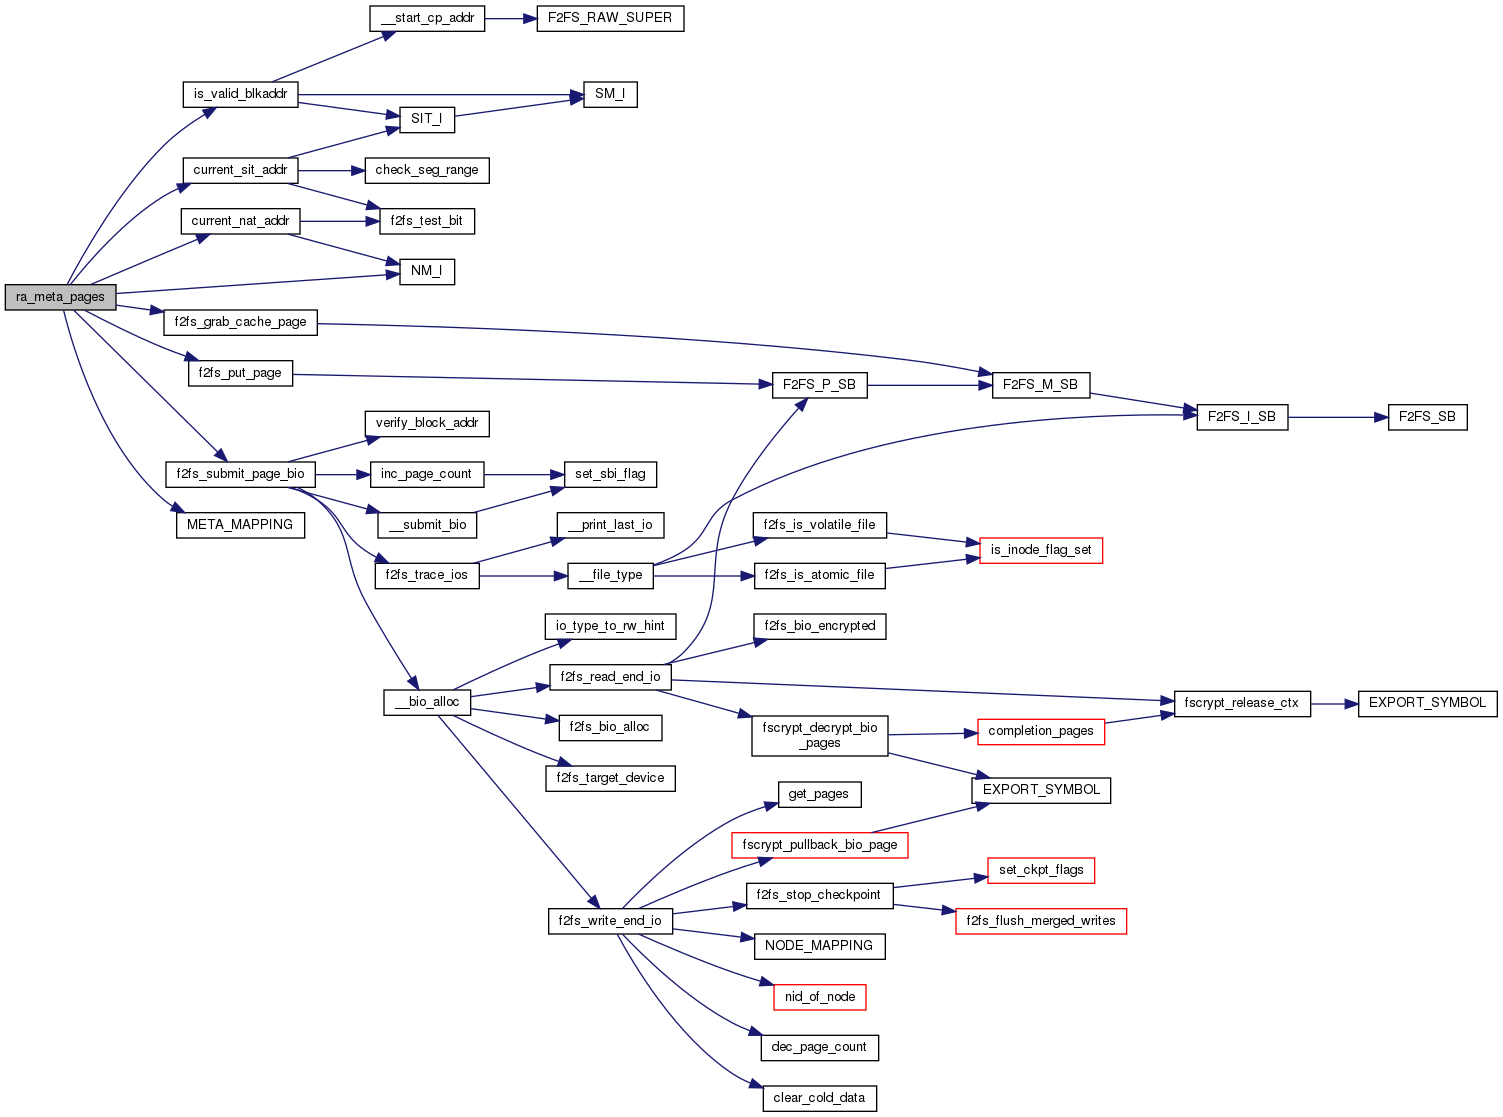 __start_cp_addr
F2FS_RAW_SUPER
is_valid_blkaddr
SM_I
SIT_I
current_sit_addr
check_seg_range
current_nat_addr
f2fs_test_bit
NM_I
ra_meta_pages
f2fs_grab_cache_page
f2fs_put_page
F2FS_P_SB
F2FS_M_SB
F2FS_I_SB
F2FS_SB
verify_block_addr
f2fs_submit_page_bio
inc_page_count
set_sbi_flag
META_MAPPING
__submit_bio
__print_last_io
f2fs_is_volatile_file
is_inode_flag_set
f2fs_trace_ios
__file_type
f2fs_is_atomic_file
io_type_to_rw_hint
f2fs_bio_encrypted
f2fs_read_end_io
__bio_alloc
fscrypt_release_ctx
EXPORT_SYMBOL
f2fs_bio_alloc
fscrypt_decrypt_bio
_pages
completion_pages
f2fs_target_device
get_pages
EXPORT_SYMBOL
fscrypt_pullback_bio_page
set_ckpt_flags
f2fs_stop_checkpoint
f2fs_write_end_io
f2fs_flush_merged_writes
NODE_MAPPING
nid_of_node
dec_page_count
clear_cold_data